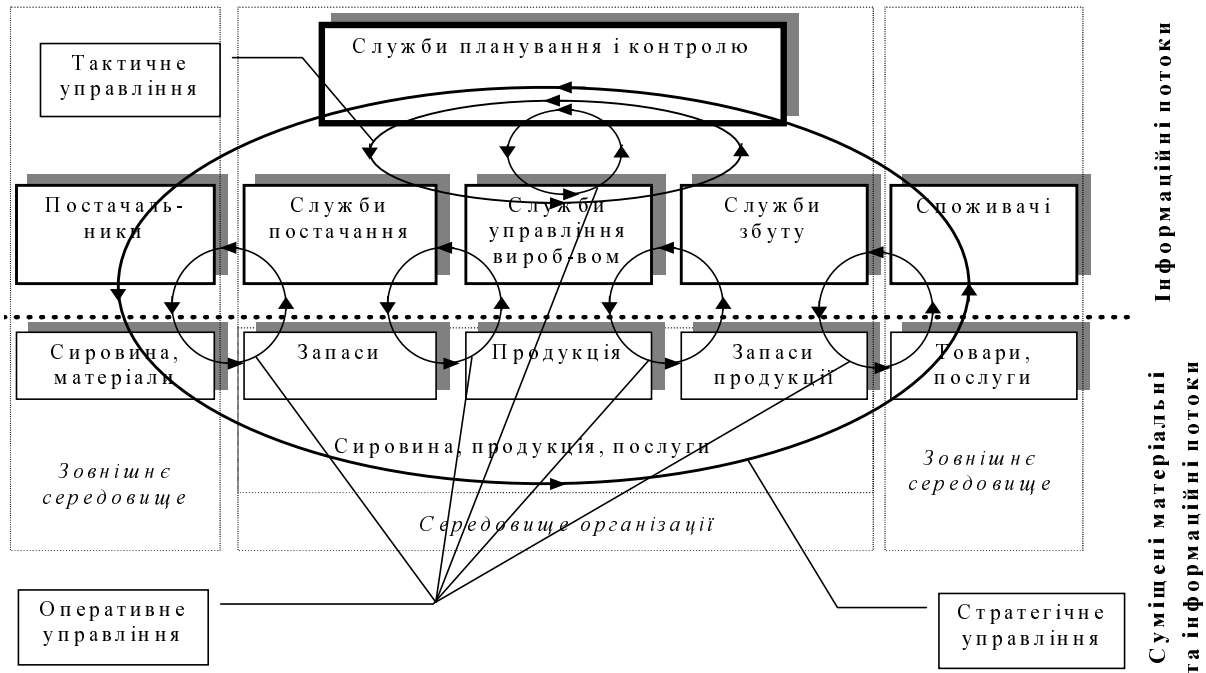 Служби планування і контролю
Тактичне
управління
Постачаль-
ники
Служби
постачання
Служби
управління
вироб-вом
Служби
збуту
Споживачі
Сировина,
матеріали
Запаси
Продукція
Запаси
продукції
Товари,
послуги
Сировина, продукція, послуги
Зовнішнє
середовище
Зовнішнє
середовище
Середовище організації
Оперативне
управління
Стратегічне
управління
Інформаційні потоки
Суміщені матеріальні
та інформаційні потоки